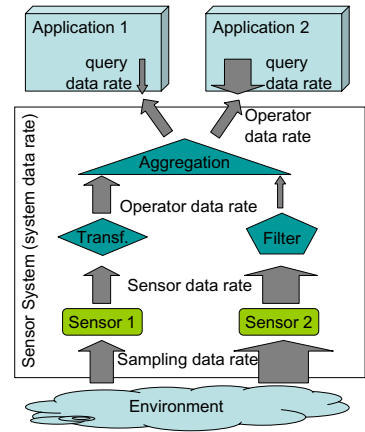 Application 1
Application 2
query
data rate
query
data rate
Operator
data rate
Sensor System (system data rate)
Aggregation
Operator data rate
Transf.
Filter
Sensor data rate
Sensor 1
Sensor 2
Sampling data rate
Environment